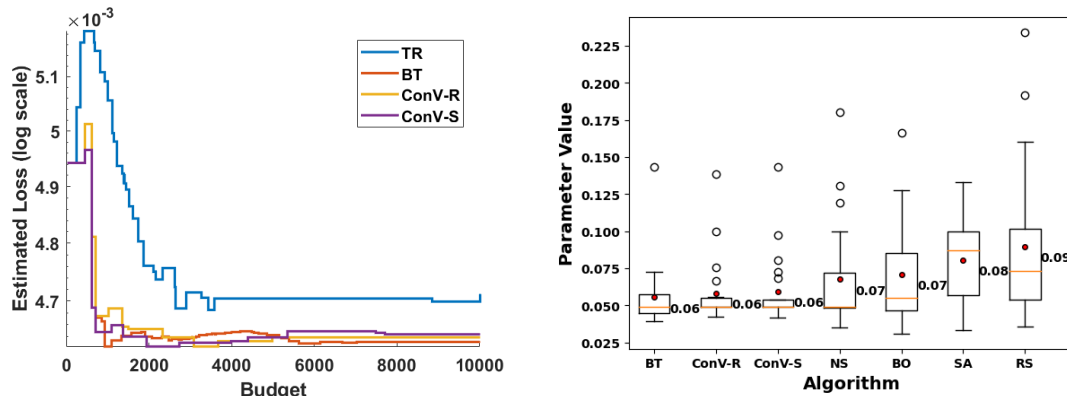 ×10⁻³
5.1
5
4.9
4.8
4.7
Estimated Loss (log scale)
TR
BT
ConV-R
ConV-S
0
2000
4000
6000
8000
10000
Budget
0.225
0.200
0.175
0.150
0.125
0.100
0.075
0.050
0.025
Parameter Value
0.06
0.06
0.06
0.07
0.07
0.08
0.09
BT
ConV-R
ConV-S
NS
BO
SA
RS
Algorithm